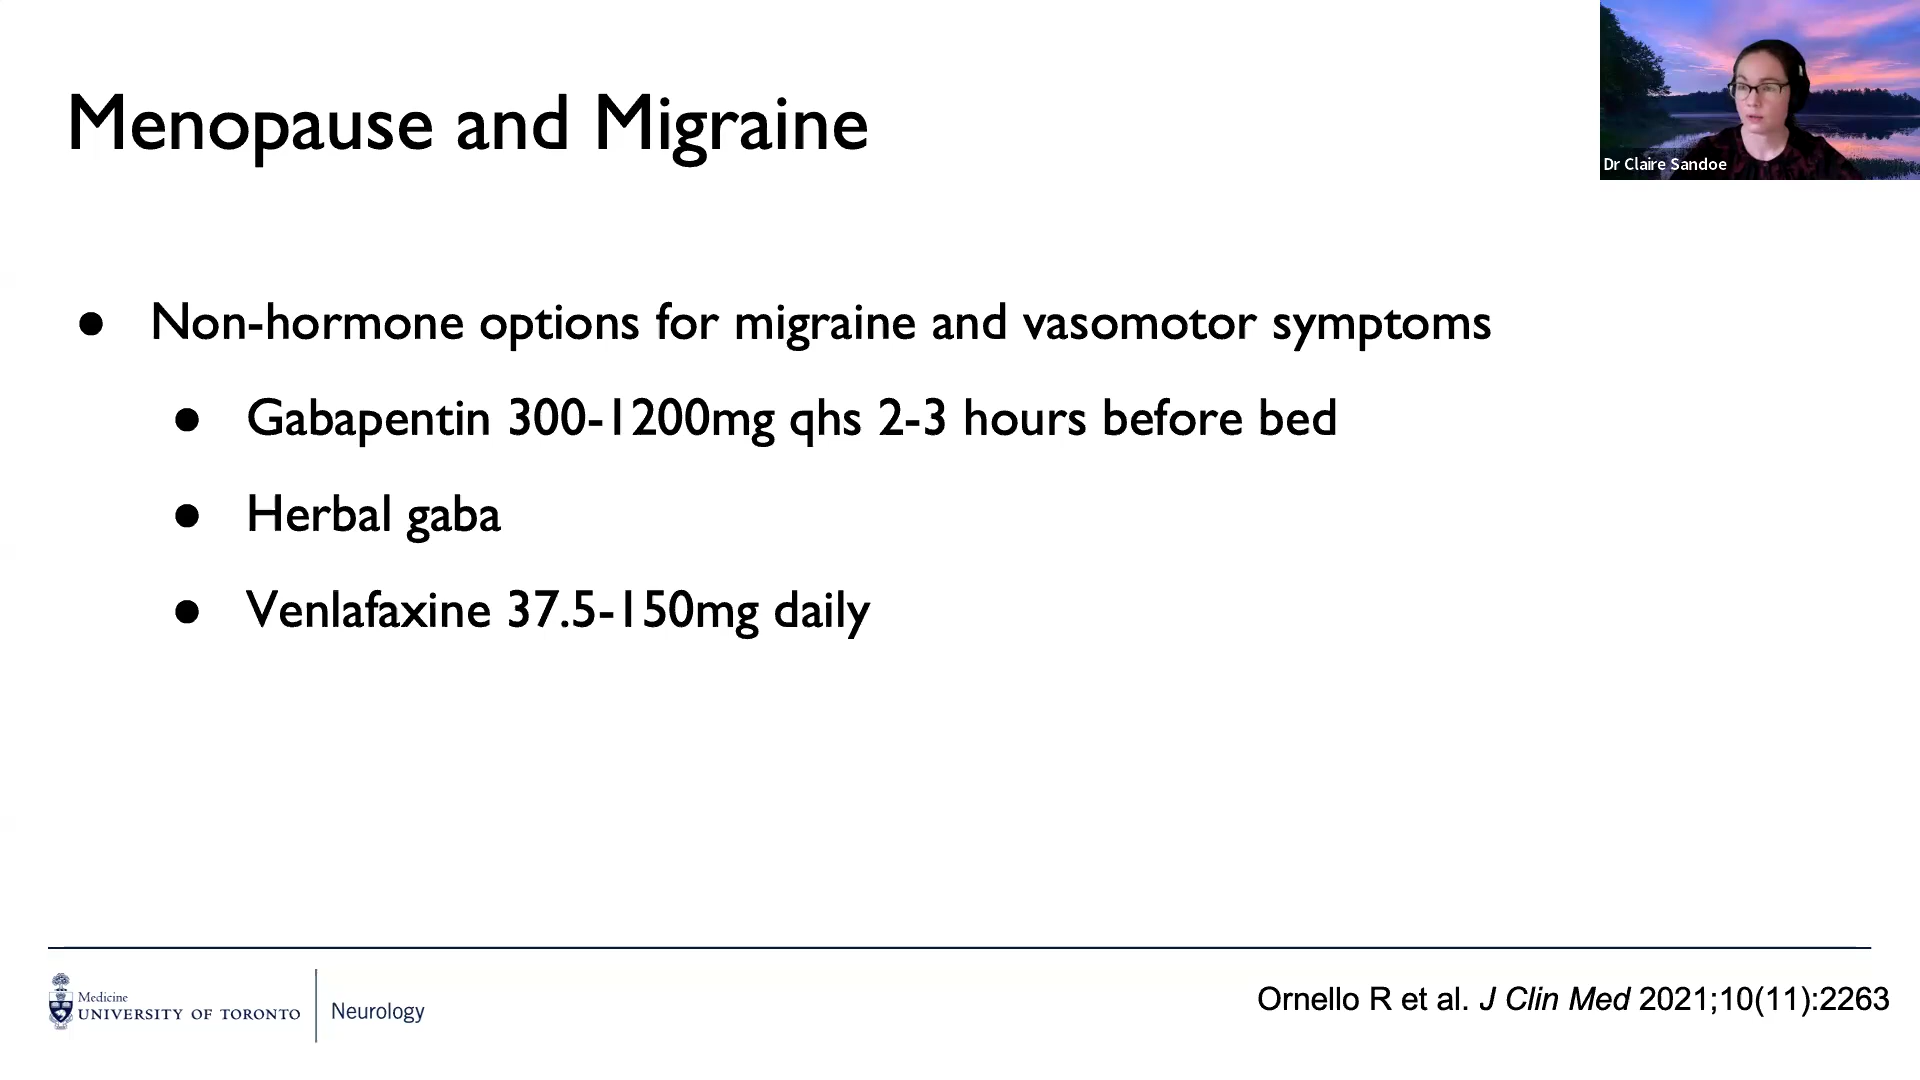 Menopause and Migraine
Dr Claire Sandoe
● Non-hormone options for migraine and vasomotor symptoms
● Gabapentin 300-1200mg qhs 2-3 hours before bed
● Herbal gaba
● Venlafaxine 37.5-150mg daily
Medicine
UNIVERSITY OF TORONTO
Neurology
Ornello R et al. J Clin Med 2021;10(11):2263